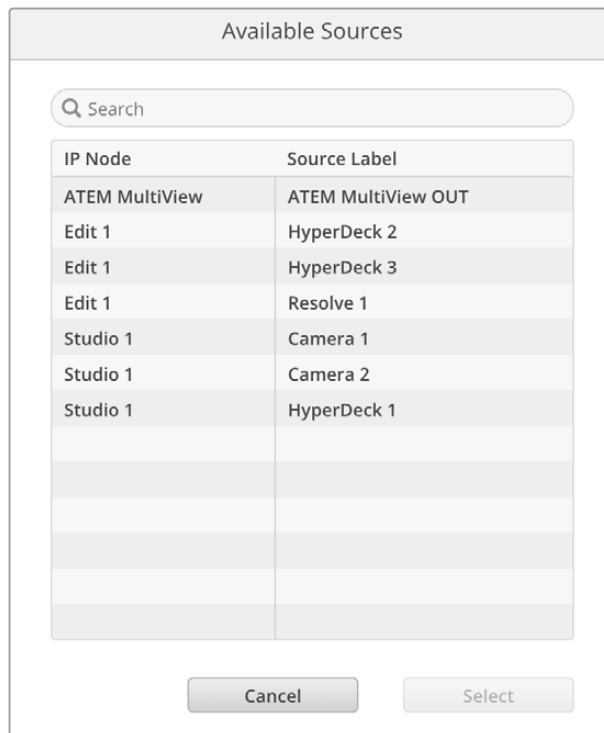 Available Sources
Search
IP Node Source Label
ATEM MultiView ATEM MultiView OUT
Edit 1 HyperDeck 2
Edit 1 HyperDeck 3
Edit 1 Resolve 1
Studio 1 Camera 1
Studio 1 Camera 2
Studio 1 HyperDeck 1
Cancel Select